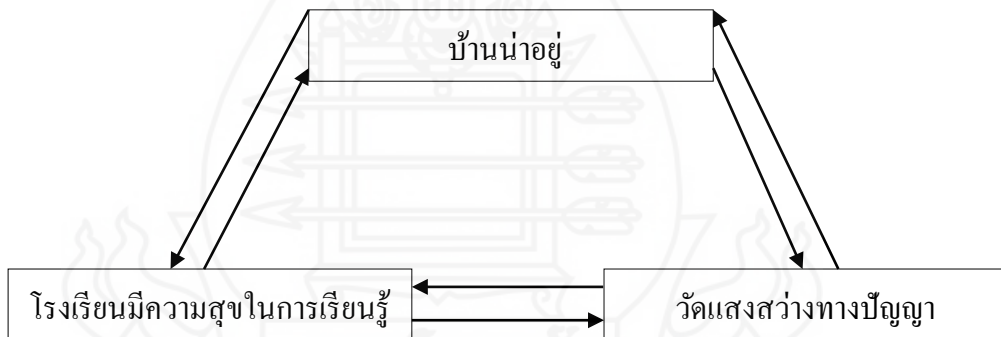 บ้านน่าอยู่
โรงเรียนมีความสุขในการเรียนรู้
วัดแสงสว่างทางปัญญา